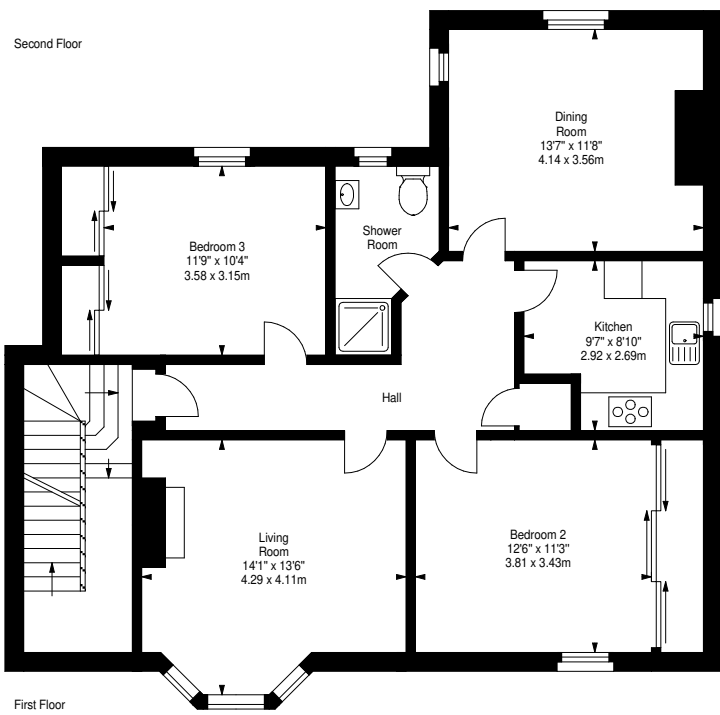 Second Floor
Dining
Room
13'7" x 11'8"
4.14 x 3.56m
Bedroom 3
11'9" x 10'4"
3.58 x 3.15m
Shower
Room
Kitchen
9'7" x 8'10"
2.92 x 2.69m
Hall
Living
Room
14'1" x 13'6"
4.29 x 4.11m
Bedroom 2
12'6" x 11'3"
3.81 x 3.43m
First Floor